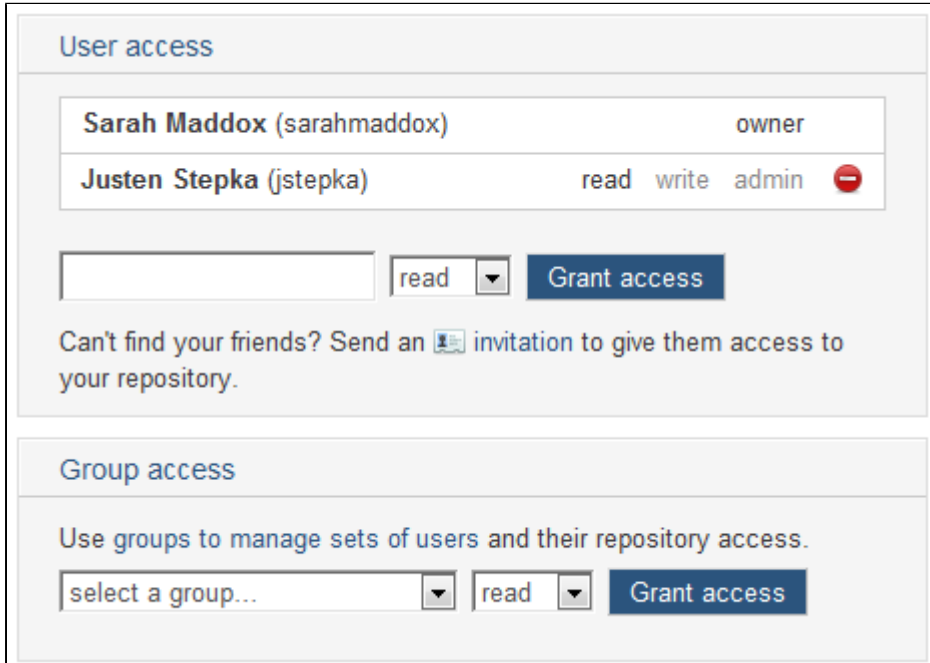 User access
Sarah Maddox (sarahmaddox) owner
Justen Stepka (jstepka) read write admin
read Grant access
Can't find your friends? Send an invitation to give them access to
your repository.
Group access
Use groups to manage sets of users and their repository access.
select a group... read Grant access